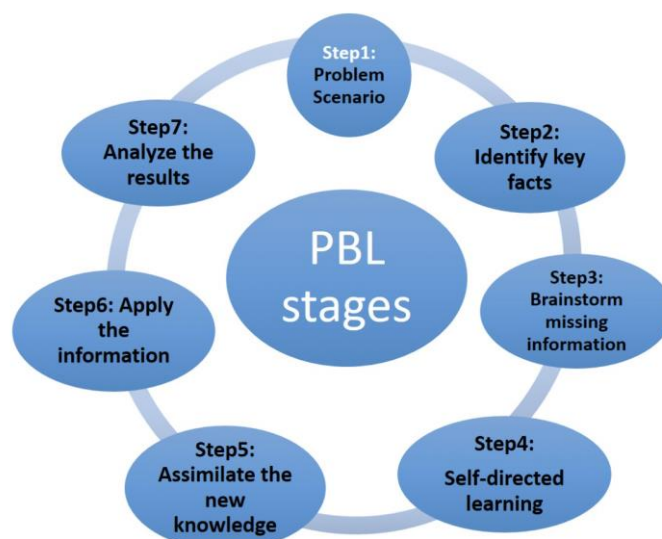 Step1:
Problem
Scenario
Step2:
Identify key
facts
Step3:
Brainstorm
missing
information
Step4:
Self-directed
learning
Step5:
Assimilate the
new
knowledge
Step6: Apply
the
information
Step7:
Analyze the
results
PBL
stages